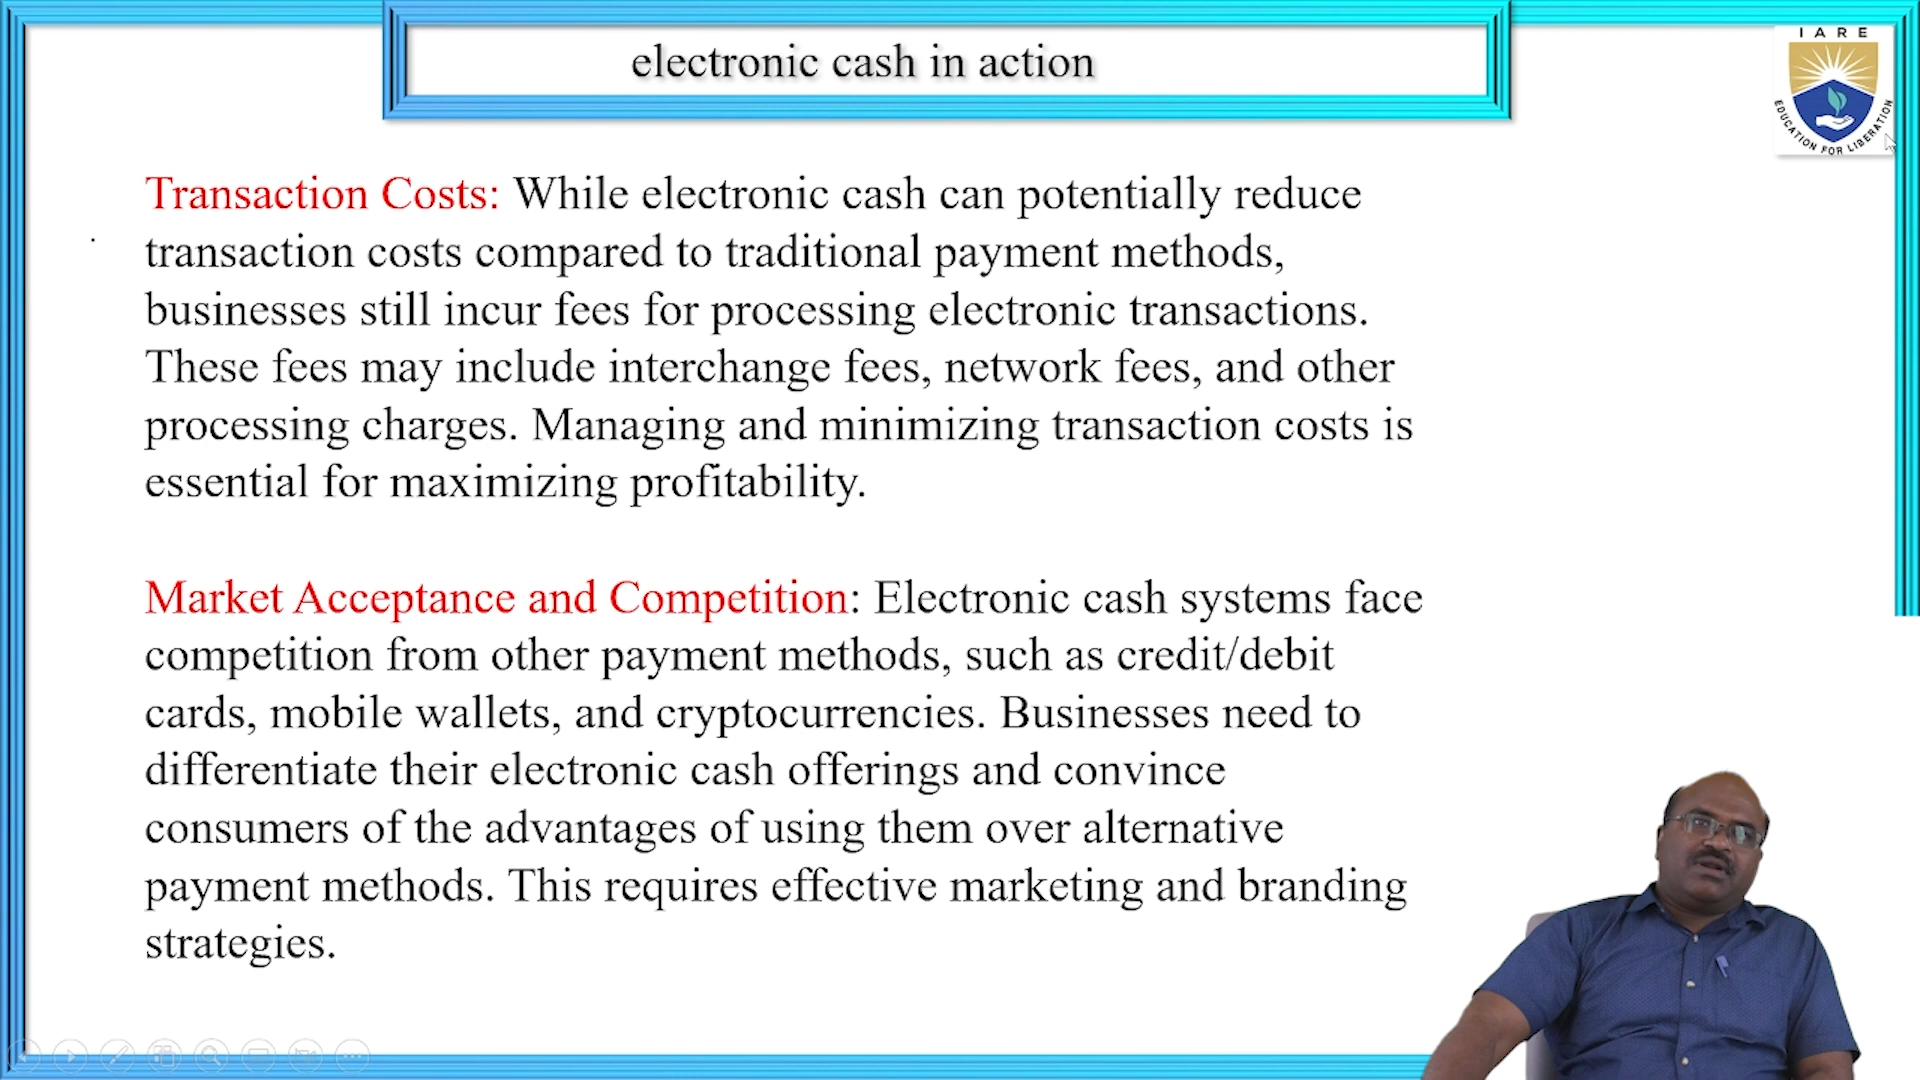 electronic cash in action
I A R E
EDUCATION FOR LIBERATION
Transaction Costs: While electronic cash can potentially reduce
transaction costs compared to traditional payment methods,
businesses still incur fees for processing electronic transactions.
These fees may include interchange fees, network fees, and other
processing charges. Managing and minimizing transaction costs is
essential for maximizing profitability.
Market Acceptance and Competition: Electronic cash systems face
competition from other payment methods, such as credit/debit
cards, mobile wallets, and cryptocurrencies. Businesses need to
differentiate their electronic cash offerings and convince
consumers of the advantages of using them over alternative
payment methods. This requires effective marketing and branding
strategies.